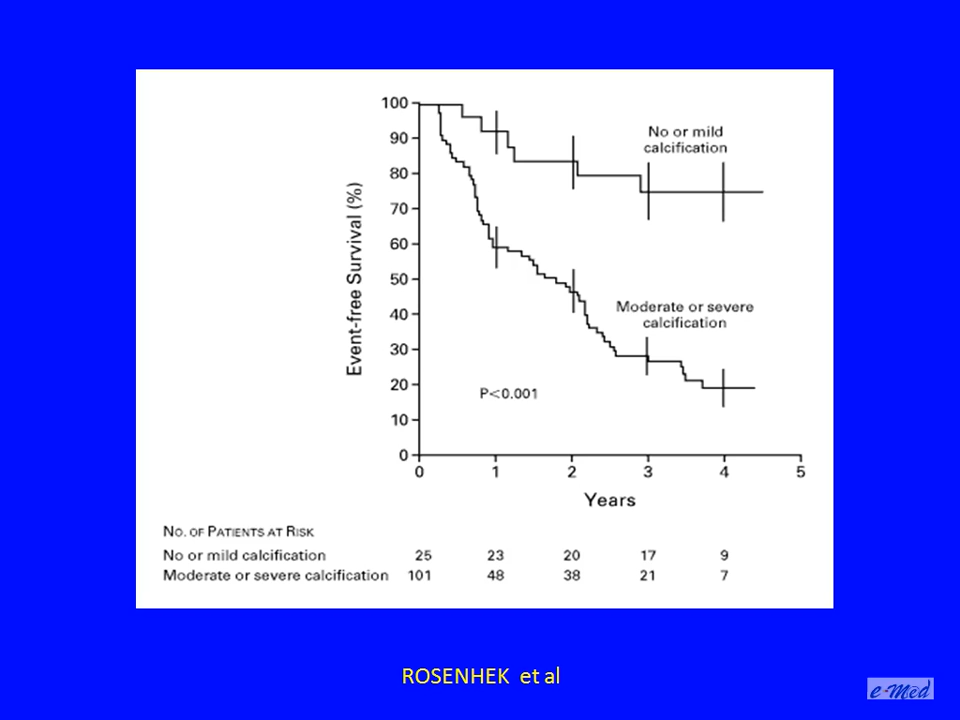 100
90
80
70
60
50
40
30
20
10
0
Event-free Survival (%)
No or mild
calcification
Moderate or severe
calcification
P<0.001
0 1 2 3 4 5
Years
NO. OF PATIENTS AT RISK
No or mild calcification 25 23 20 17 9
Moderate or severe calcification 101 48 38 21 7
ROSENHEK et al
e-Med